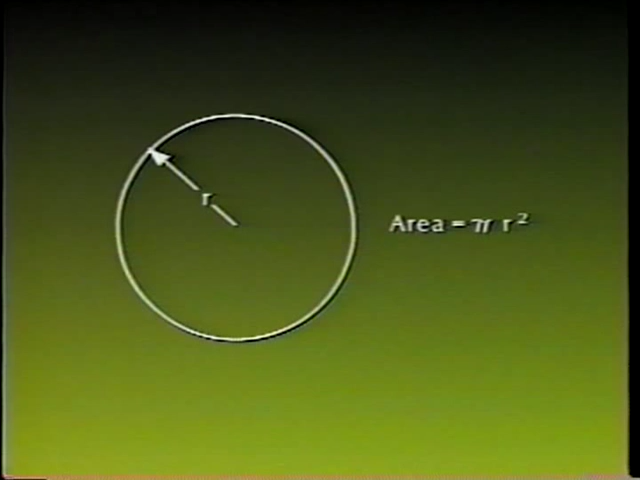 r
Area = π r²